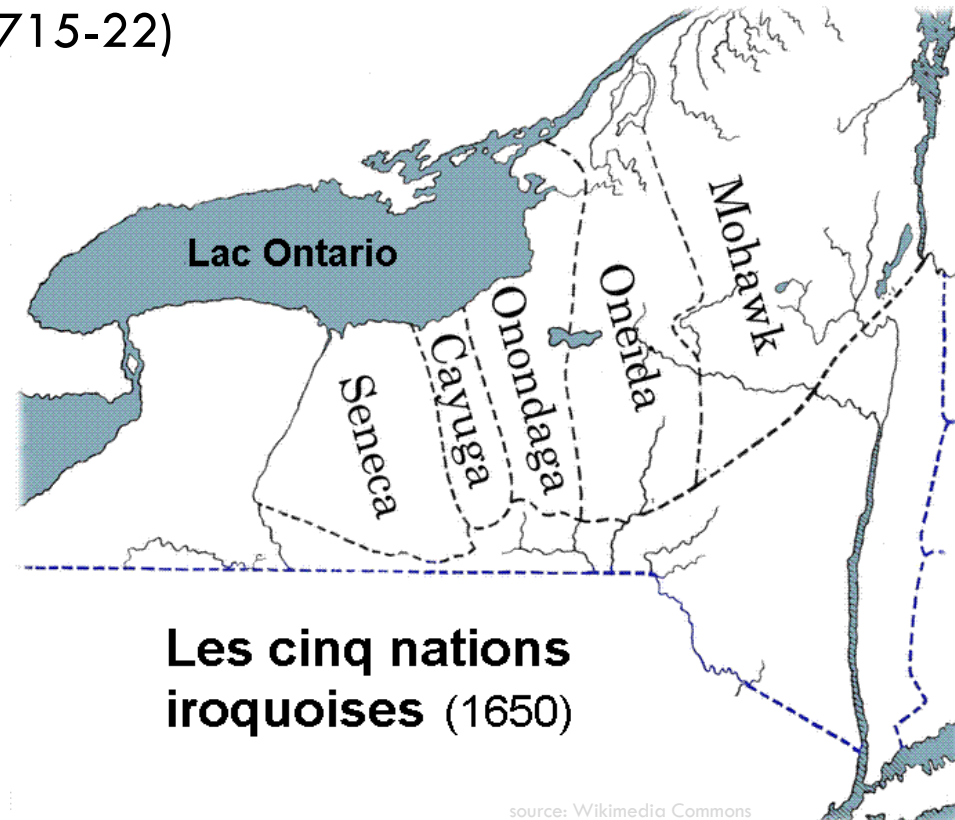 715-22)
Lac Ontario
Seneca
Cayuga
Onondaga
Oneida
Mohawk
Les cinq nations
iroquoises (1650)
source: Wikimedia Commons